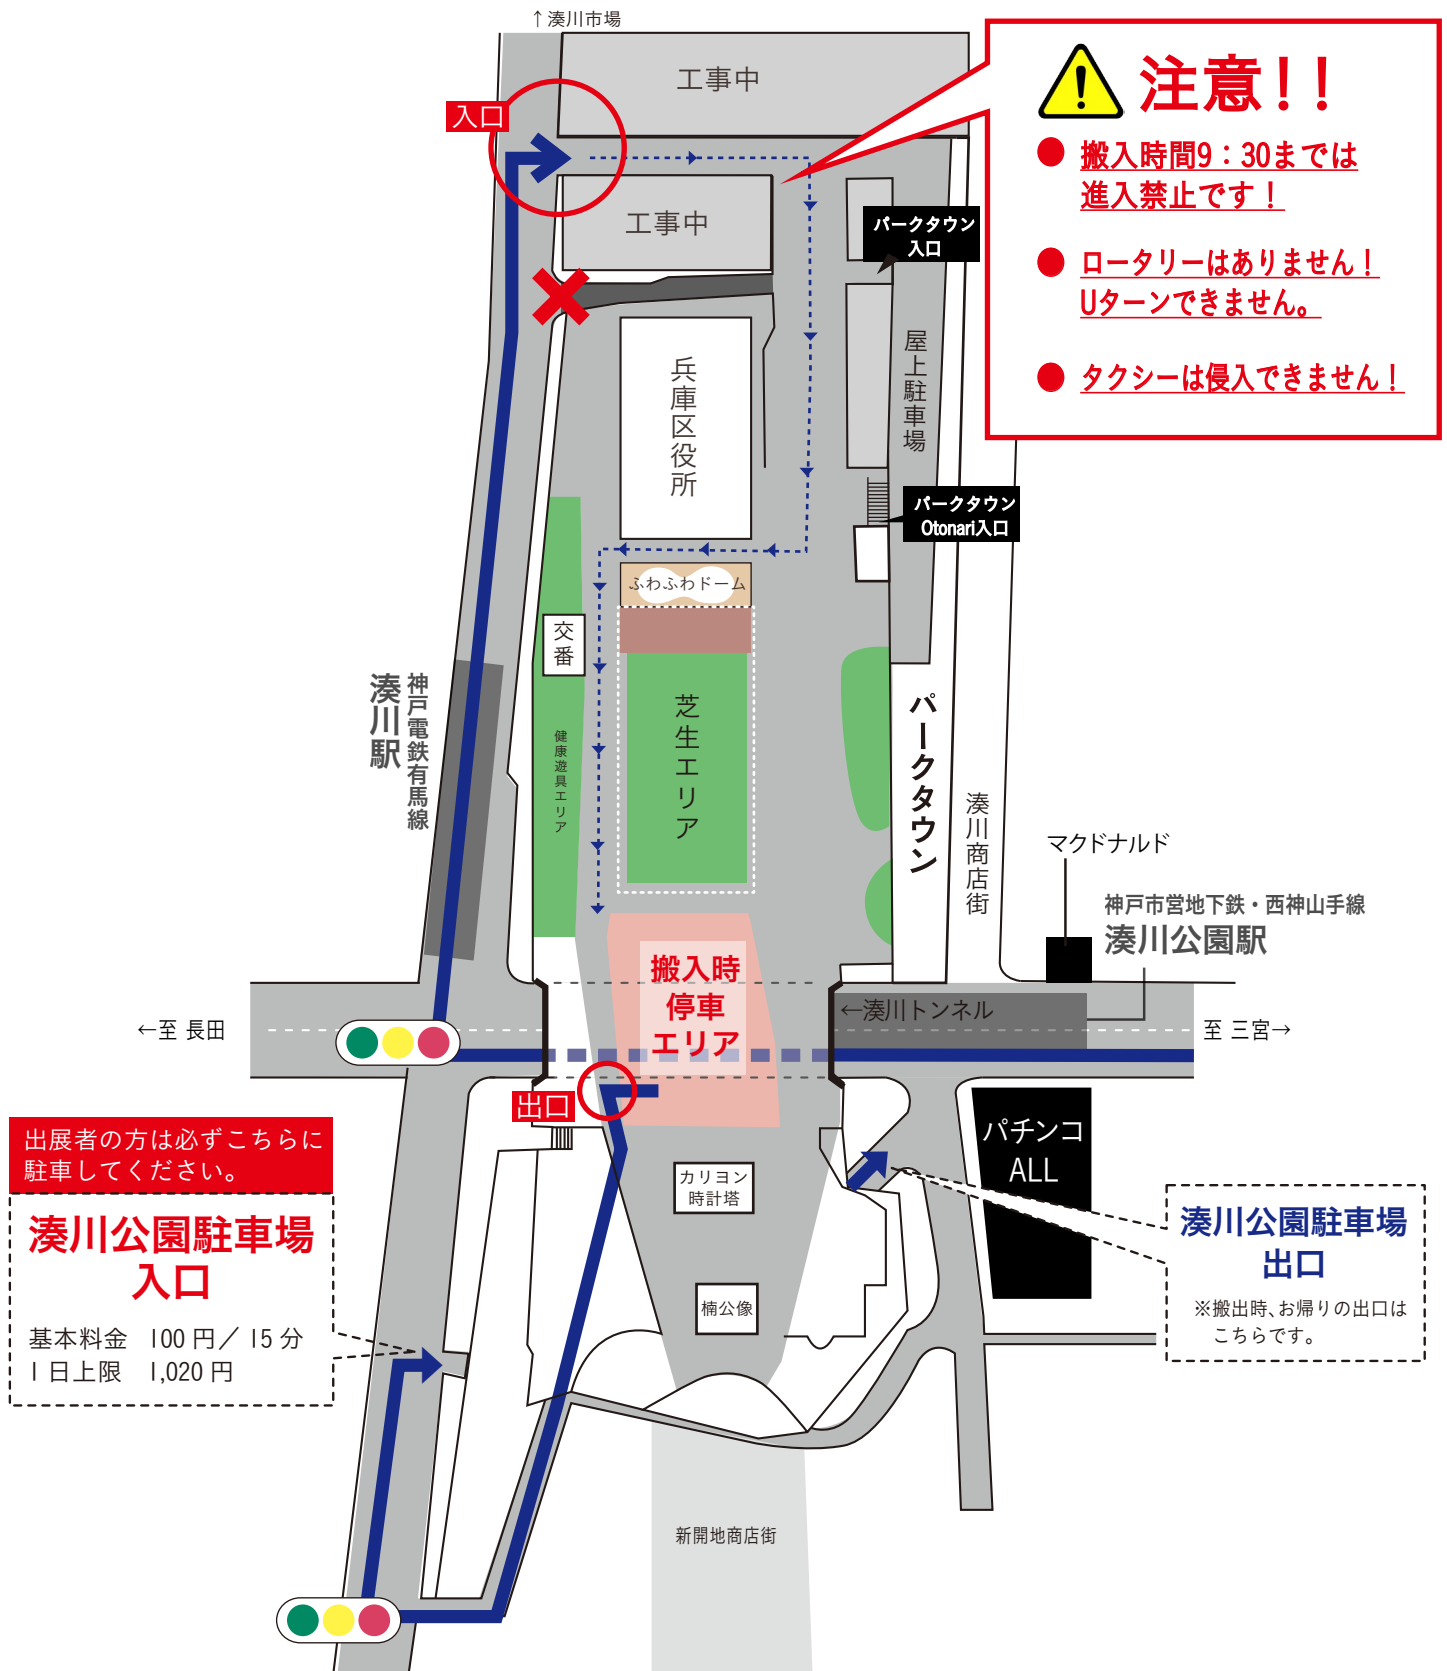 ↑湊川市場
工事中
入口
工事中
注意！！
搬入時間9：30までは
進入禁止です！
ロータリーはありません！
Uターンできません。
タクシーは侵入できません！
パークタウン
入口
屋上駐車場
兵庫区役所
パークタウン
Otonari入口
ふわふわドーム
交番
芝生エリア
健康遊具エリア
神戸電鉄有馬線
湊川駅
パークタウン
湊川商店街
マクドナルド
神戸市営地下鉄・西神山手線
湊川公園駅
搬入時
停車
エリア
←湊川トンネル
←至 長田
至 三宮→
出口
出展者の方は必ずこちらに
駐車してください。
湊川公園駐車場
入口
基本料金 100円／15分
1日上限 1,020円
カリヨン
時計塔
楠公像
パチンコ
ALL
湊川公園駐車場
出口
※搬出時、お帰りの出口は
こちらです。
新開地商店街